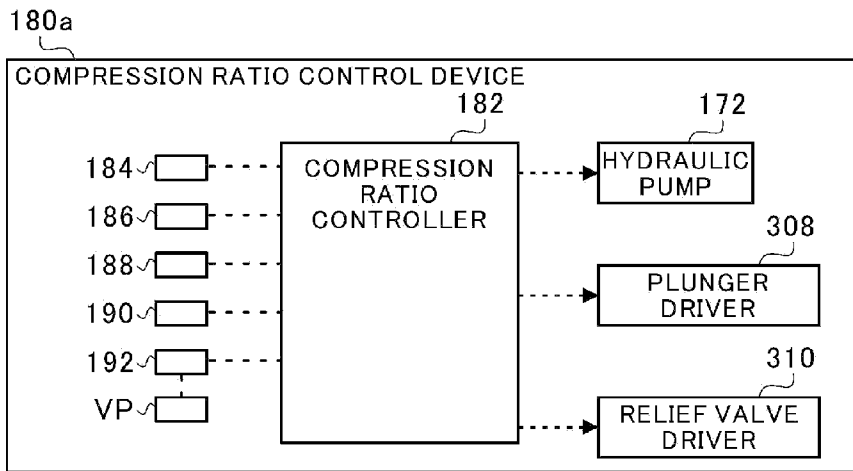 180a
COMPRESSION RATIO CONTROL DEVICE
182
172
184
186
188
190
192
VP
COMPRESSION
RATIO
CONTROLLER
HYDRAULIC
PUMP
308
PLUNGER
DRIVER
310
RELIEF VALVE
DRIVER